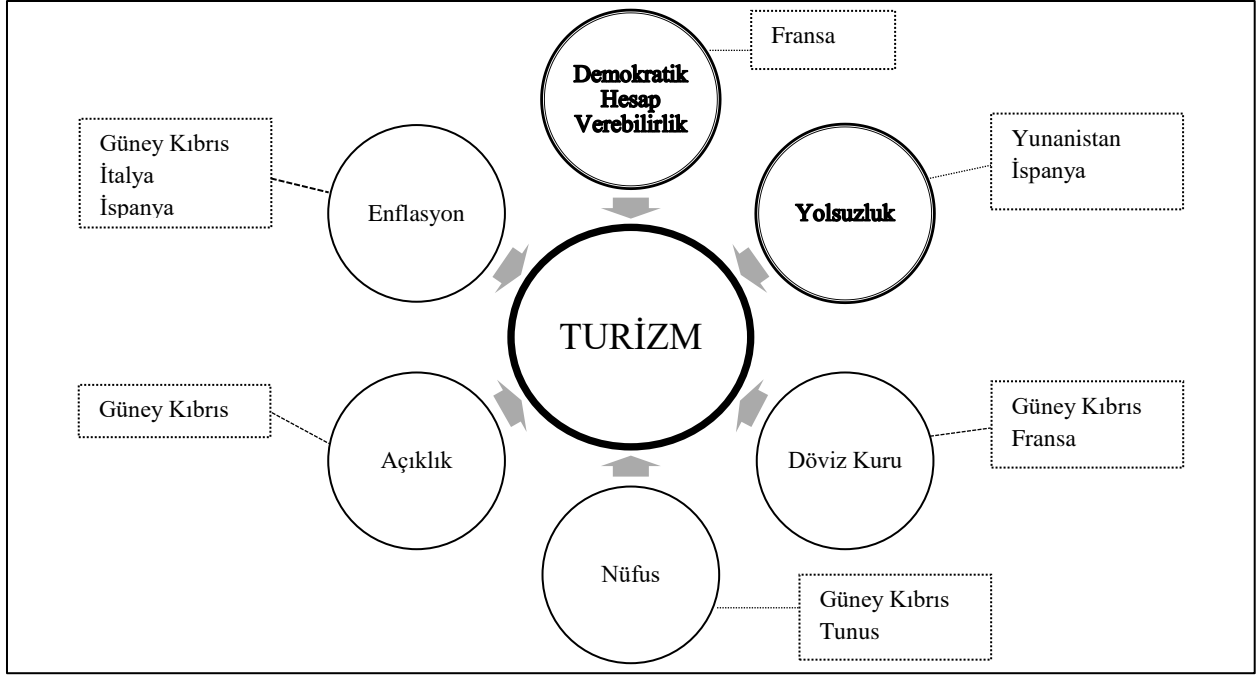 Fransa
Demokratik
Hesap
Verebilirlik
Güney Kıbrıs
İtalya
İspanya
Enflasyon
Yolsuzluk
Yunanistan
İspanya
TURİZM
Güney Kıbrıs
Açıklık
Döviz Kuru
Güney Kıbrıs
Fransa
Nüfus
Güney Kıbrıs
Tunus